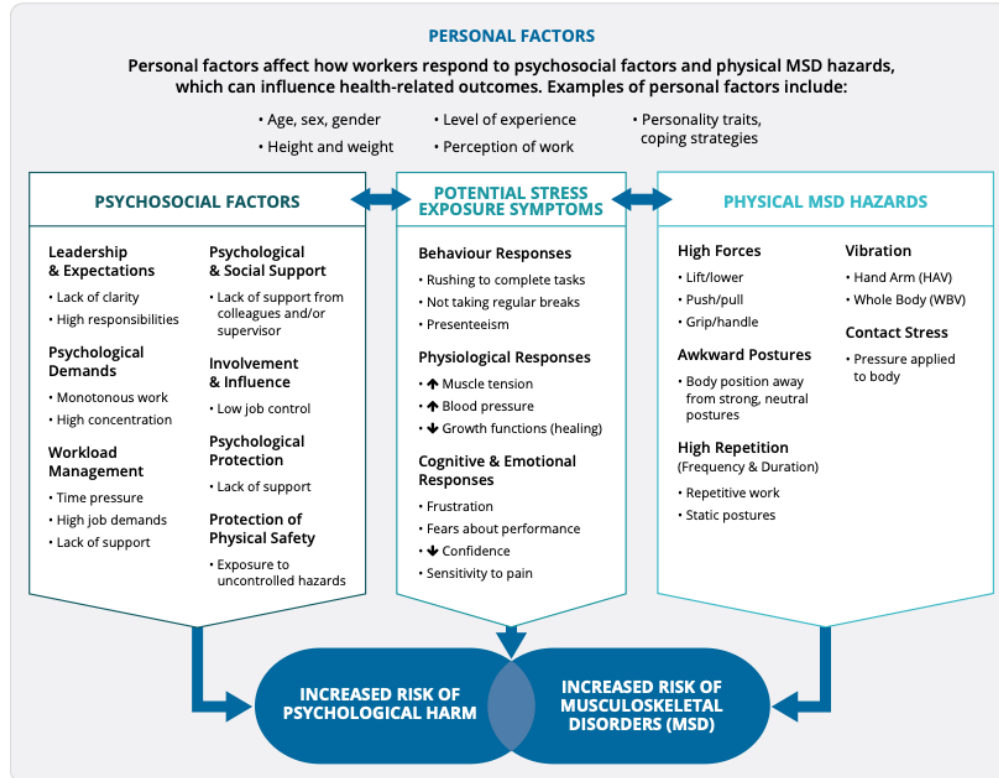 PERSONAL FACTORS
Personal factors affect how workers respond to psychosocial factors and physical MSD hazards,
which can influence health-related outcomes. Examples of personal factors include:
• Age, sex, gender
• Height and weight
• Level of experience
• Perception of work
• Personality traits,
coping strategies
PSYCHOSOCIAL FACTORS
Leadership
& Expectations
• Lack of clarity
• High responsibilities
Psychological
Demands
• Monotonous work
• High concentration
Workload
Management
• Time pressure
• High job demands
• Lack of support
Psychological
& Social Support
• Lack of support from
colleagues and/or
supervisor
Involvement
& Influence
• Low job control
Psychological
Protection
• Lack of support
Protection of
Physical Safety
• Exposure to
uncontrolled hazards
POTENTIAL STRESS
EXPOSURE SYMPTOMS
Behaviour Responses
• Rushing to complete tasks
• Not taking regular breaks
• Presenteeism
Physiological Responses
• ↑ Muscle tension
• ↑ Blood pressure
• ↓ Growth functions (healing)
Cognitive & Emotional
Responses
• Frustration
• Fears about performance
• ↓ Confidence
• Sensitivity to pain
PHYSICAL MSD HAZARDS
High Forces
• Lift/lower
• Push/pull
• Grip/handle
Awkward Postures
• Body position away
from strong, neutral
postures
High Repetition
(Frequency & Duration)
• Repetitive work
• Static postures
Vibration
• Hand Arm (HAV)
• Whole Body (WBV)
Contact Stress
• Pressure applied
to body
INCREASED RISK OF
PSYCHOLOGICAL HARM
INCREASED RISK OF
MUSCULOSKELETAL
DISORDERS (MSD)